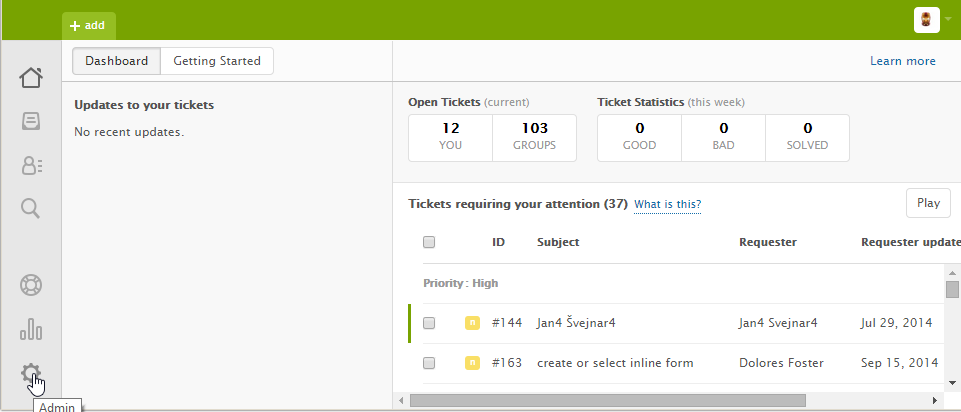 + add
Dashboard Getting Started Learn more
Updates to your tickets
No recent updates.
Open Tickets (current) Ticket Statistics (this week)
12 103 0 0 0
YOU GROUPS GOOD BAD SOLVED
Tickets requiring your attention (37) What is this? Play
ID Subject Requester Requester update
Priority: High
n #144 Jan4 Švejnar4 Jan4 Svejnar4 Jul 29, 2014
n #163 create or select inline form Dolores Foster Sep 15, 2014
Admin